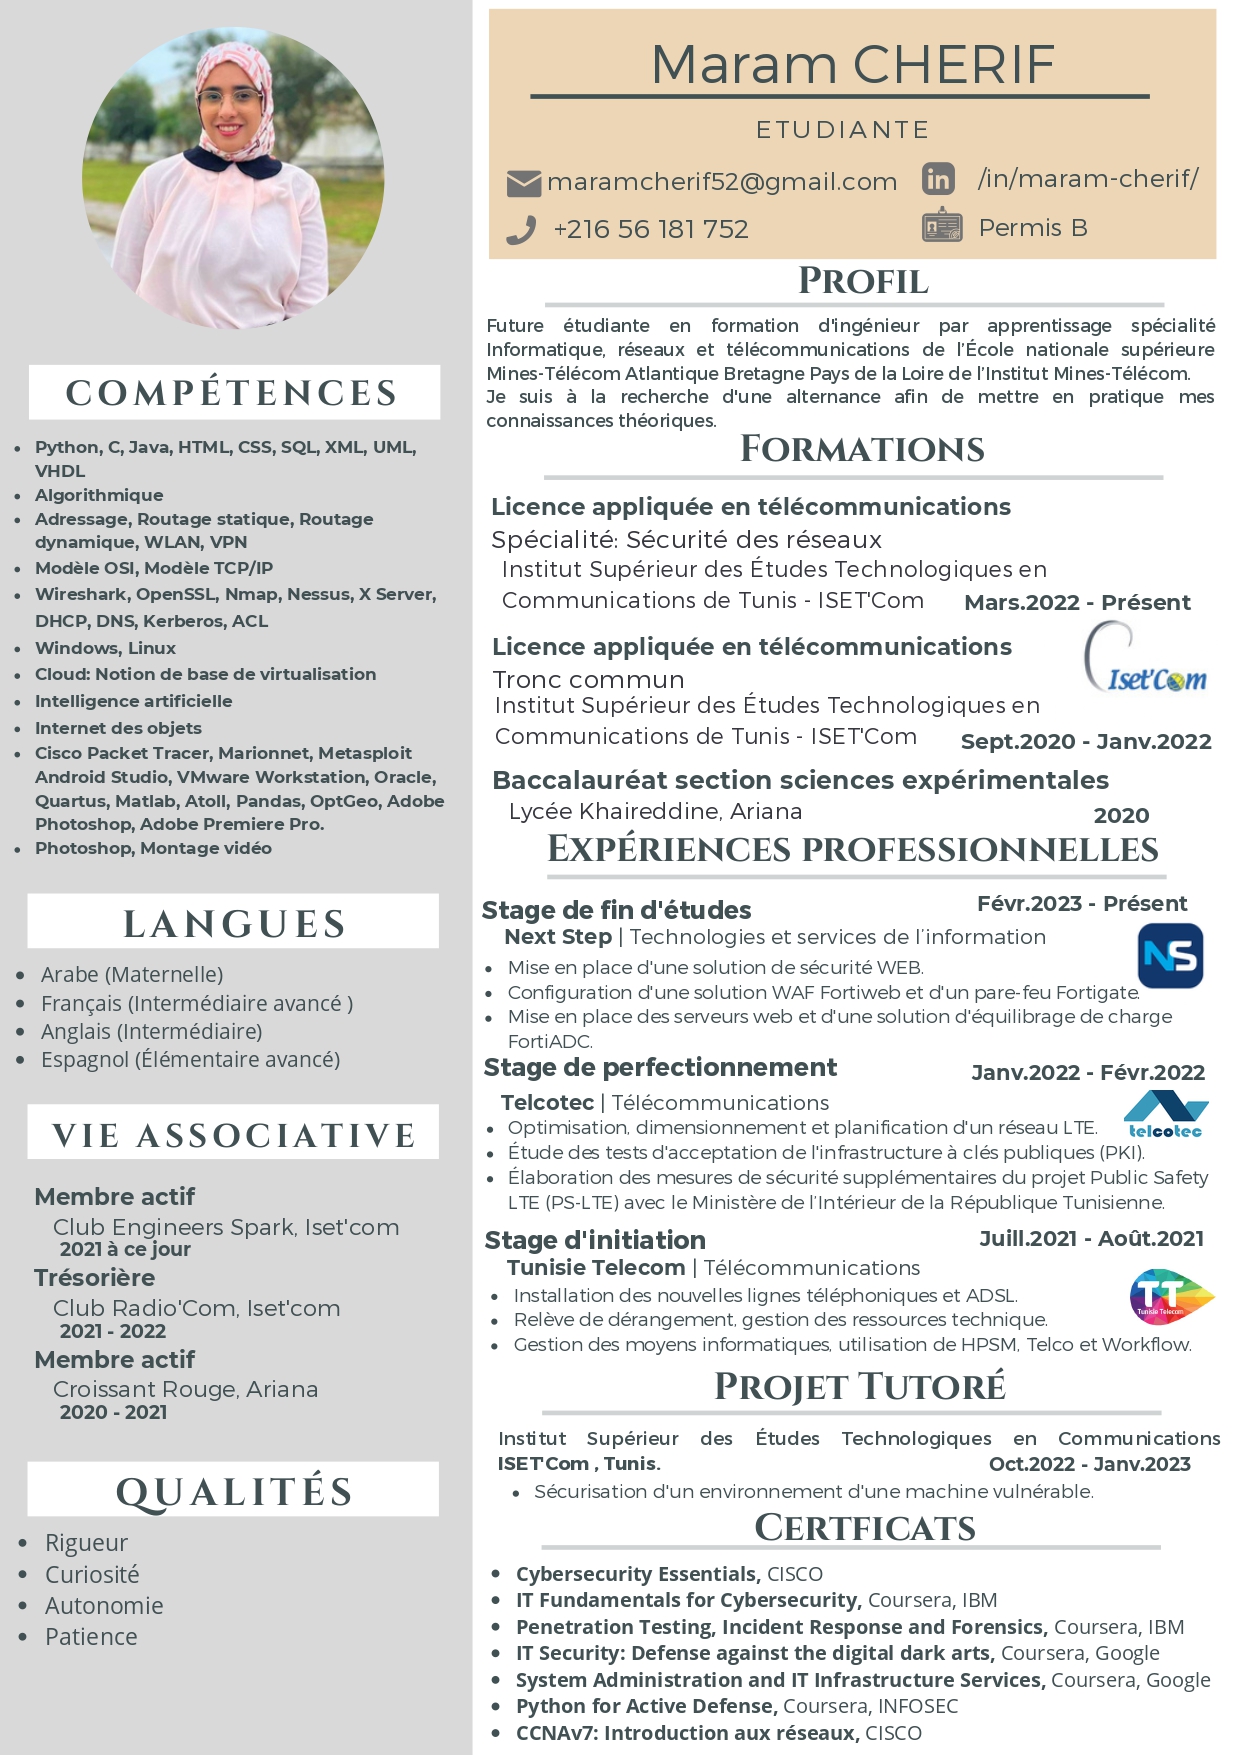 COMPÉTENCES
• Python, C, Java, HTML, CSS, SQL, XML, UML,
VHDL
• Algorithmique
• Adressage, Routage statique, Routage
dynamique, WLAN, VPN
• Modèle OSI, Modèle TCP/IP
• Wireshark, OpenSSL, Nmap, Nessus, X Server,
DHCP, DNS, Kerberos, ACL
• Windows, Linux
• Cloud: Notion de base de virtualisation
• Intelligence artificielle
• Internet des objets
• Cisco Packet Tracer, Marionnet, Metasploit
Android Studio, VMware Workstation, Oracle,
Quartus, Matlab, Atoll, Pandas, OptGeo, Adobe
Photoshop, Adobe Premiere Pro.
• Photoshop, Montage vidéo
LANGUES
• Arabe (Maternelle)
• Français (Intermédiaire avancé )
• Anglais (Intermédiaire)
• Espagnol (Élémentaire avancé)
VIE ASSOCIATIVE
Membre actif
Club Engineers Spark, Iset'com
2021 à ce jour
Trésorière
Club Radio'Com, Iset'com
2021 - 2022
Membre actif
Croissant Rouge, Ariana
2020 - 2021
QUALITÉS
• Rigueur
• Curiosité
• Autonomie
• Patience
Maram CHERIF
ETUDIANTE
maramcherif52@gmail.com
in /in/maram-cherif/
+216 56 181 752
Permis B
PROFIL
Future étudiante en formation d'ingénieur par apprentissage spécialité
Informatique, réseaux et télécommunications de l’École nationale supérieure
Mines-Télécom Atlantique Bretagne Pays de la Loire de l’Institut Mines-Télécom.
Je suis à la recherche d'une alternance afin de mettre en pratique mes
connaissances théoriques.
FORMATIONS
Licence appliquée en télécommunications
Spécialité: Sécurité des réseaux
Institut Supérieur des Études Technologiques en
Communications de Tunis - ISET'Com Mars.2022 - Présent
Licence appliquée en télécommunications
Iset'Com
Tronc commun
Institut Supérieur des Études Technologiques en
Communications de Tunis - ISET'Com Sept.2020 - Janv.2022
Baccalauréat section sciences expérimentales
Lycée Khaireddine, Ariana 2020
EXPÉRIENCES PROFESSIONNELLES
Stage de fin d'études Févr.2023 - Présent
Next Step | Technologies et services de l’information
NS
• Mise en place d'une solution de sécurité WEB.
• Configuration d'une solution WAF Fortiweb et d'un pare-feu Fortigate.
• Mise en place des serveurs web et d'une solution d'équilibrage de charge
FortiADC.
Stage de perfectionnement Janv.2022 - Févr.2022
Telcotec | Télécommunications
telcotec
• Optimisation, dimensionnement et planification d'un réseau LTE.
• Étude des tests d'acceptation de l'infrastructure à clés publiques (PKI).
• Élaboration des mesures de sécurité supplémentaires du projet Public Safety
LTE (PS-LTE) avec le Ministère de l’Intérieur de la République Tunisienne.
Stage d'initiation Juill.2021 - Août.2021
Tunisie Telecom | Télécommunications
TT
Tunisie Telecom
• Installation des nouvelles lignes téléphoniques et ADSL.
• Relève de dérangement, gestion des ressources technique.
• Gestion des moyens informatiques, utilisation de HPSM, Telco et Workflow.
PROJET TUTORÉ
Institut Supérieur des Études Technologiques en Communications
ISET'Com , Tunis. Oct.2022 - Janv.2023
• Sécurisation d'un environnement d'une machine vulnérable.
CERTFICATS
• Cybersecurity Essentials, CISCO
• IT Fundamentals for Cybersecurity, Coursera, IBM
• Penetration Testing, Incident Response and Forensics, Coursera, IBM
• IT Security: Defense against the digital dark arts, Coursera, Google
• System Administration and IT Infrastructure Services, Coursera, Google
• Python for Active Defense, Coursera, INFOSEC
• CCNAv7: Introduction aux réseaux, CISCO